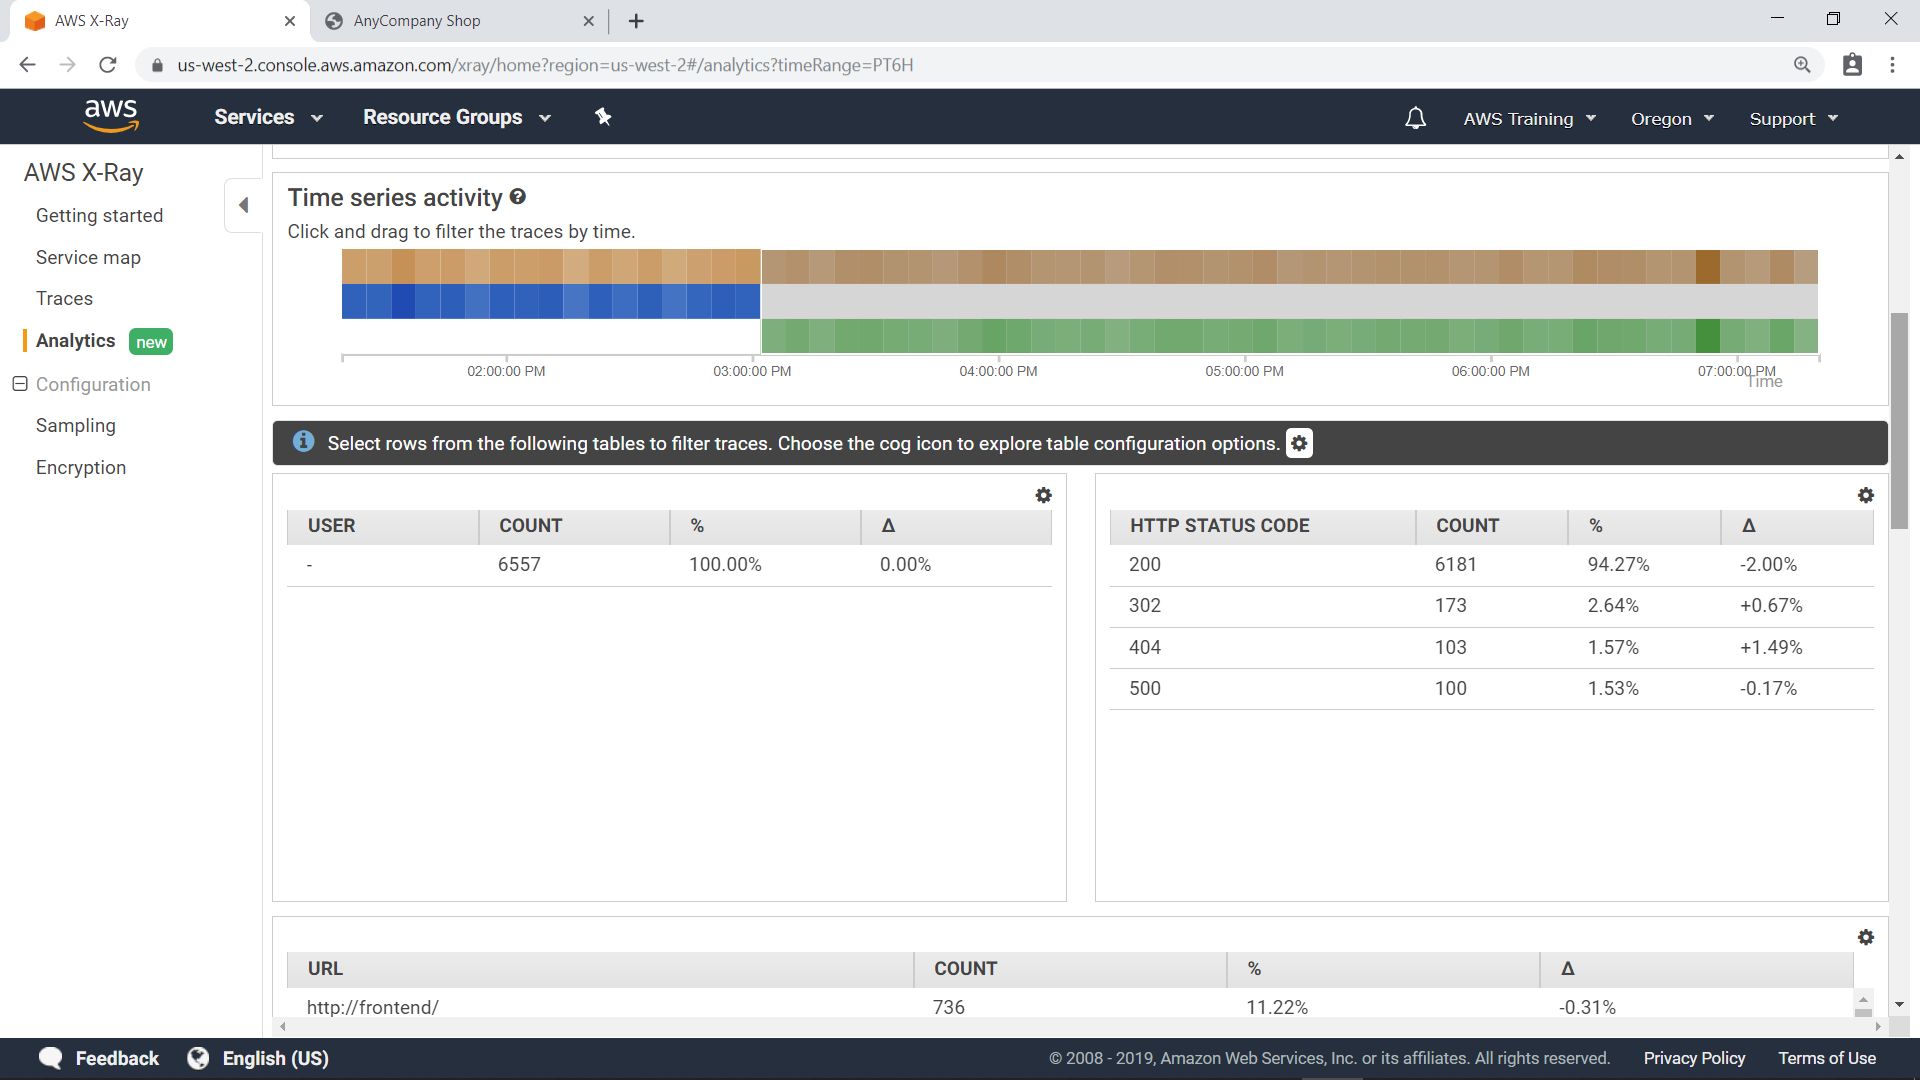 AWS X-Ray
AnyCompany Shop
us-west-2.console.aws.amazon.com/xray/home?region=us-west-2#/analytics?timeRange=PT6H
aws
Services
Resource Groups
AWS Training
Oregon
Support
AWS X-Ray
Getting started
Service map
Traces
Analytics new
Configuration
Sampling
Encryption
Time series activity ?
Click and drag to filter the traces by time.
02:00:00 PM 03:00:00 PM 04:00:00 PM 05:00:00 PM 06:00:00 PM 07:00:00 PM
Time
Select rows from the following tables to filter traces. Choose the cog icon to explore table configuration options.
USER COUNT % Δ
- 6557 100.00% 0.00%
HTTP STATUS CODE COUNT % Δ
200 6181 94.27% -2.00%
302 173 2.64% +0.67%
404 103 1.57% +1.49%
500 100 1.53% -0.17%
URL COUNT % Δ
http://frontend/ 736 11.22% -0.31%
Feedback
English (US)
© 2008 - 2019, Amazon Web Services, Inc. or its affiliates. All rights reserved.
Privacy Policy
Terms of Use